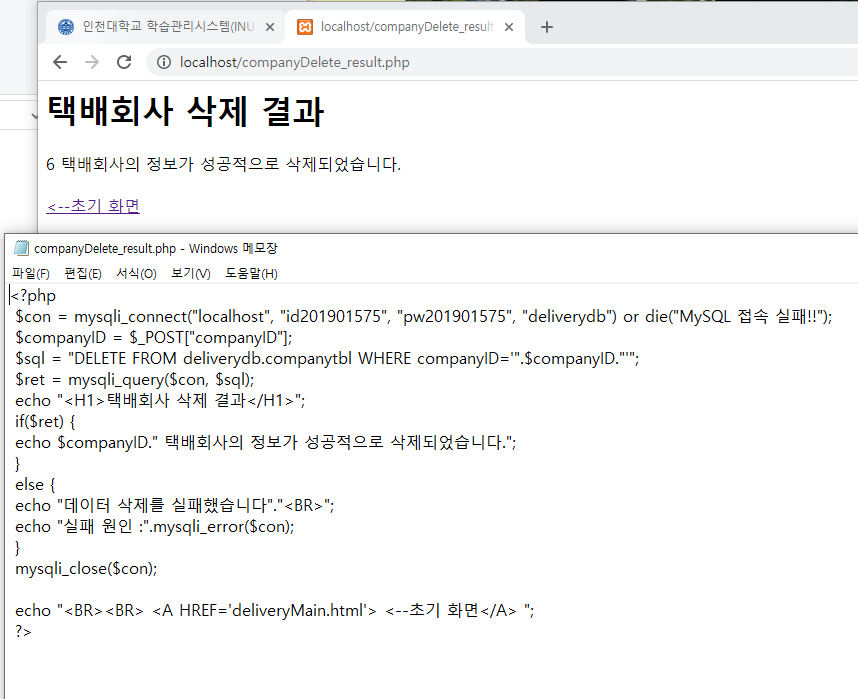 인천대학교 학습관리시스템(INU
localhost/companyDelete_result
localhost/companyDelete_result.php
택배회사 삭제 결과
6 택배회사의 정보가 성공적으로 삭제되었습니다.
<--초기 화면
companyDelete_result.php - Windows 메모장
파일(F) 편집(E) 서식(O) 보기(V) 도움말(H)
<?php
$con = mysqli_connect("localhost", "id201901575", "pw201901575", "deliverydb") or die("MySQL 접속 실패!!");
$companyID = $_POST["companyID"];
$sql = "DELETE FROM deliverydb.companytbl WHERE companyID='".$companyID."'";
$ret = mysqli_query($con, $sql);
echo "<H1>택배회사 삭제 결과</H1>";
if($ret) {
echo $companyID." 택배회사의 정보가 성공적으로 삭제되었습니다.";
}
else {
echo "데이터 삭제를 실패했습니다"."<BR>";
echo "실패 원인 :".mysqli_error($con);
}
mysqli_close($con);
echo "<BR><BR> <A HREF='deliveryMain.html'> <--초기 화면</A> ";
?>